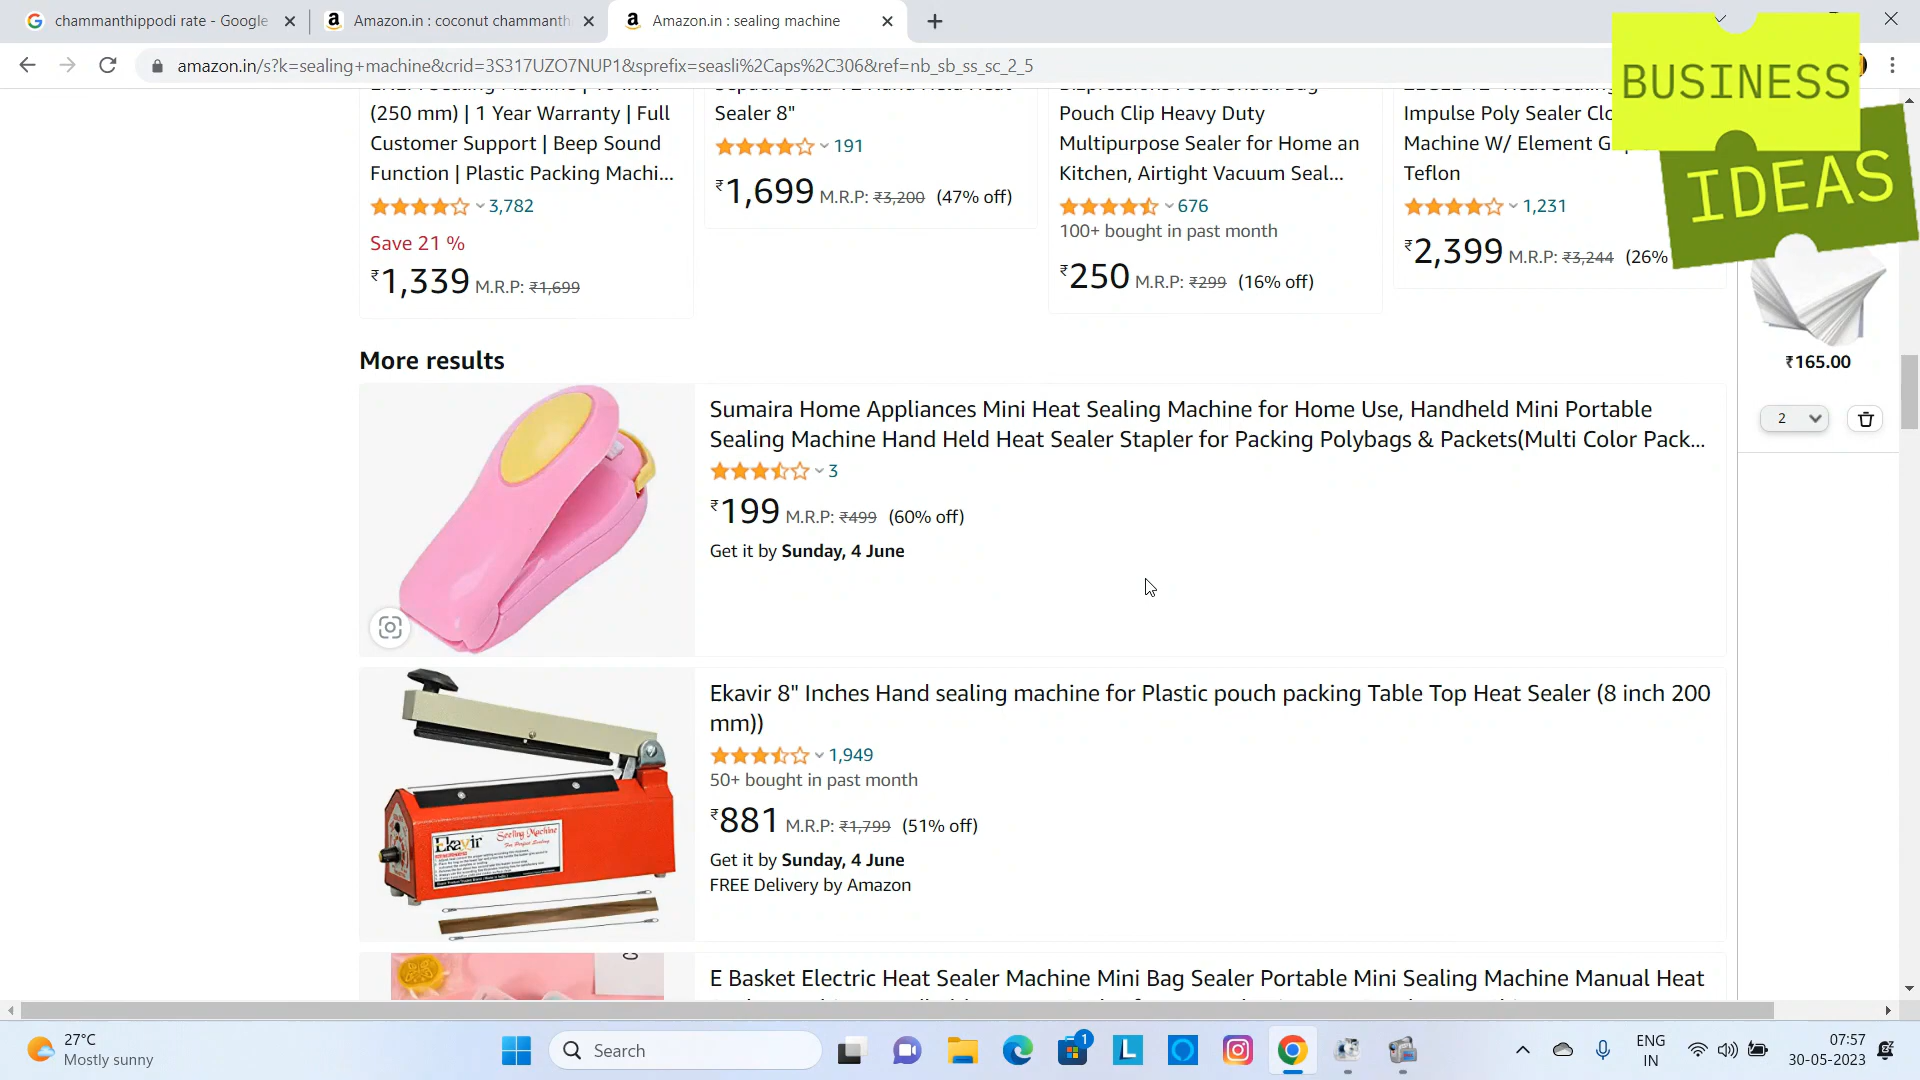 chammanthippodi rate - Google
Amazon.in : coconut chammanth
Amazon.in : sealing machine
amazon.in/s?k=sealing+machine&crid=3S317UZO7NUP1&sprefix=seasli%2Caps%2C306&ref=nb_sb_ss_sc_2_5
BUSINESS
IDEAS
(250 mm) | 1 Year Warranty | Full
Customer Support | Beep Sound
Function | Plastic Packing Machi...
3,782
Save 21 %
₹1,339 M.R.P: ₹1,699
Sealer 8"
191
₹1,699 M.R.P: ₹3,200 (47% off)
Pouch Clip Heavy Duty
Multipurpose Sealer for Home an
Kitchen, Airtight Vacuum Seal...
676
100+ bought in past month
₹250 M.R.P: ₹299 (16% off)
Impulse Poly Sealer Clo
Machine W/ Element G
Teflon
1,231
₹2,399 M.R.P: ₹3,244 (26%
₹165.00
2
More results
Sumaira Home Appliances Mini Heat Sealing Machine for Home Use, Handheld Mini Portable
Sealing Machine Hand Held Heat Sealer Stapler for Packing Polybags & Packets(Multi Color Pack...
3
₹199 M.R.P: ₹499 (60% off)
Get it by Sunday, 4 June
Ekavir
Sealing Machine
Ekavir 8" Inches Hand sealing machine for Plastic pouch packing Table Top Heat Sealer (8 inch 200
mm))
1,949
50+ bought in past month
₹881 M.R.P: ₹1,799 (51% off)
Get it by Sunday, 4 June
FREE Delivery by Amazon
E Basket Electric Heat Sealer Machine Mini Bag Sealer Portable Mini Sealing Machine Manual Heat
27°C
Mostly sunny
Search
1
ENG
IN
07:57
30-05-2023